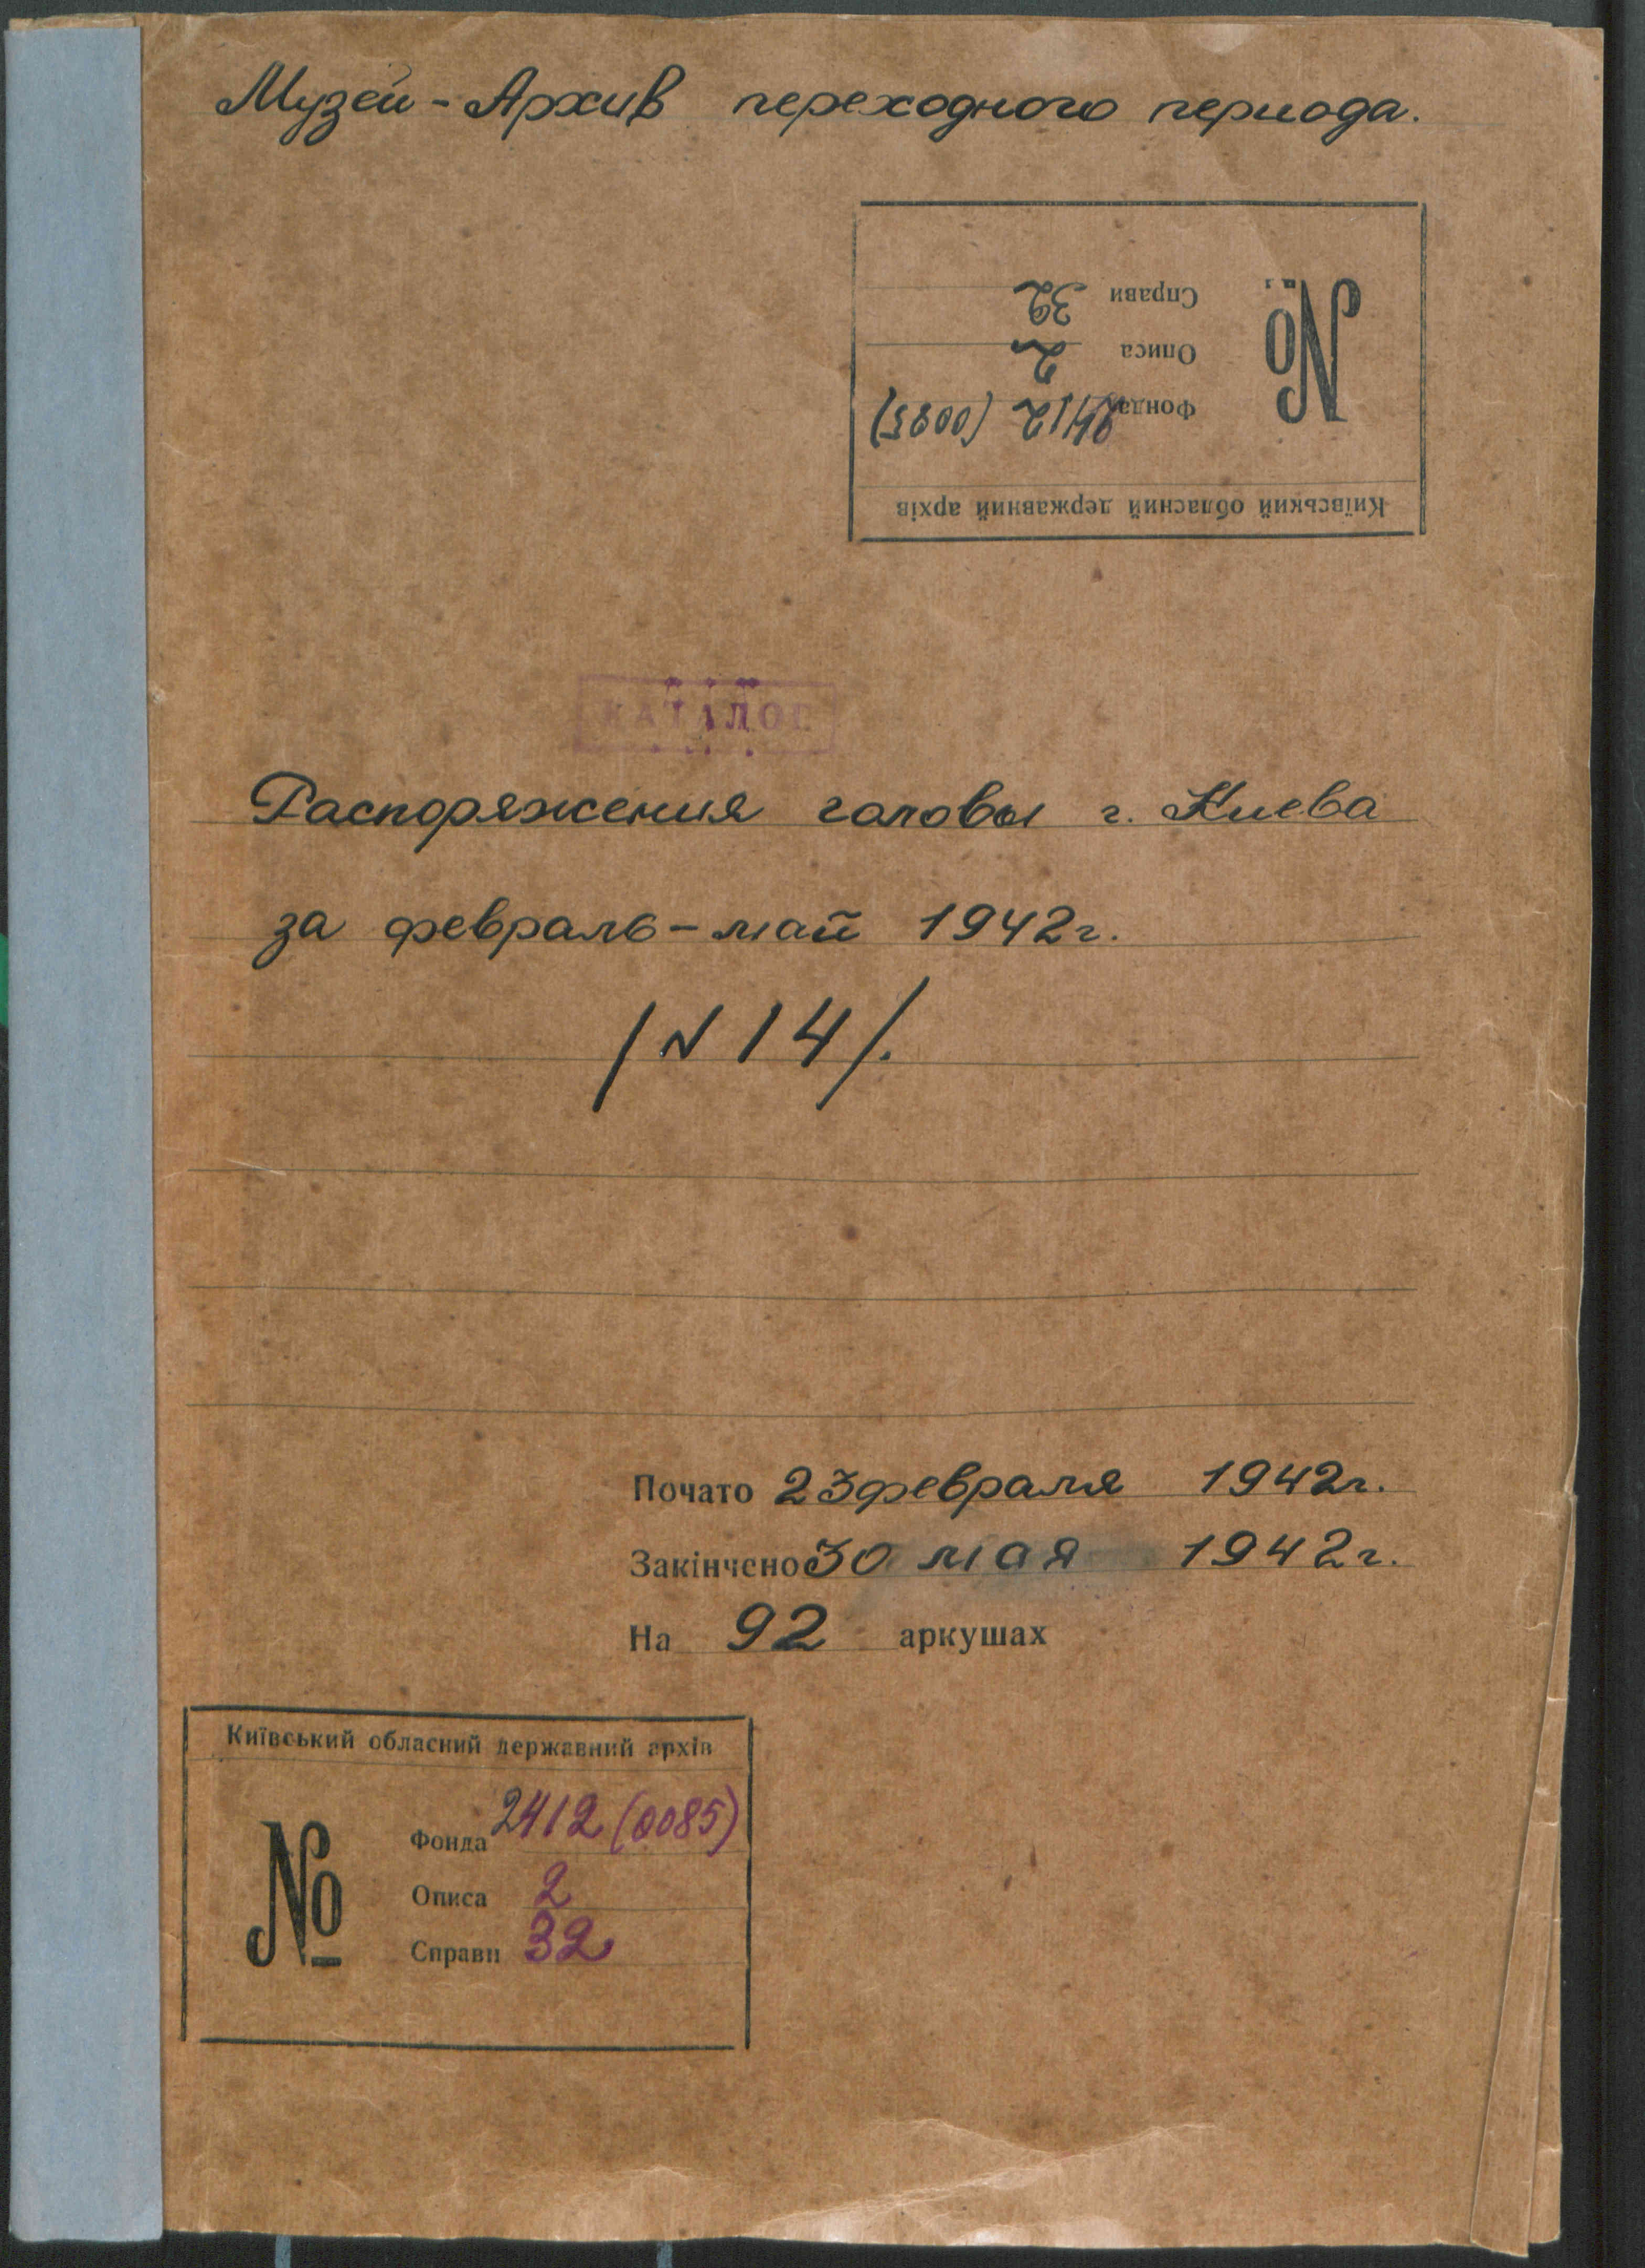 Музей - Архив переходного периода.
№
Справи 32
Описа 2
Фонда 2412 (0085)
Київський обласний державний архів
КАТАЛОГ
Распоряжения головы г. Киева
за февраль - май 1942г.
/N 14/.
Почато 23 февраля 1942г.
Закінчено 30 мая 1942г.
На 92 аркушах
Київський обласний державний архів
№
Фонда 2412 (0085)
Описа 2
Справи 32